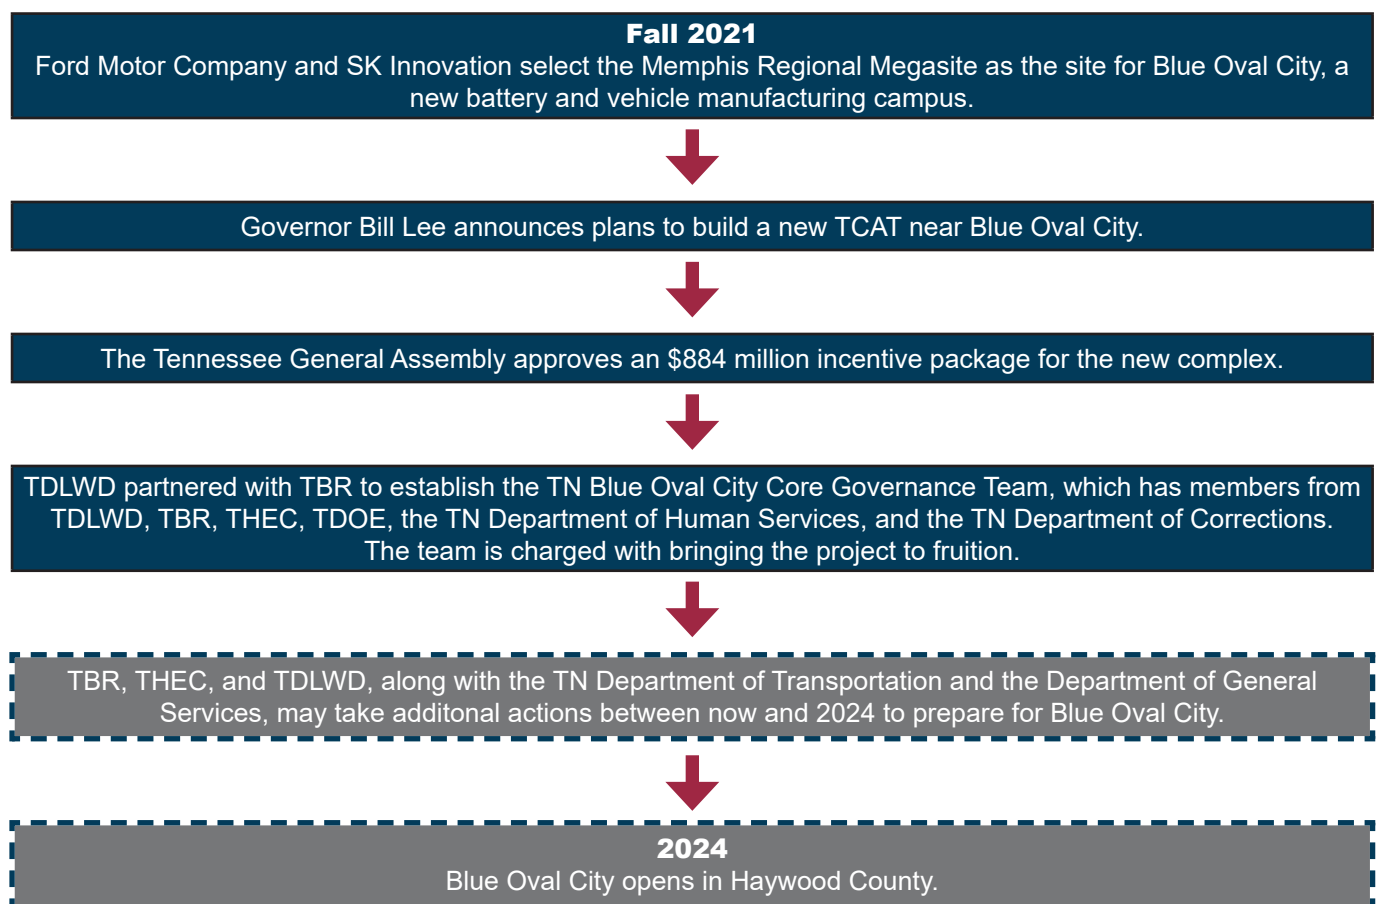 Fall 2021
Ford Motor Company and SK Innovation select the Memphis Regional Megasite as the site for Blue Oval City, a
new battery and vehicle manufacturing campus.
Governor Bill Lee announces plans to build a new TCAT near Blue Oval City.
The Tennessee General Assembly approves an $884 million incentive package for the new complex.
TDLWD partnered with TBR to establish the TN Blue Oval City Core Governance Team, which has members from
TDLWD, TBR, THEC, TDOE, the TN Department of Human Services, and the TN Department of Corrections.
The team is charged with bringing the project to fruition.
TBR, THEC, and TDLWD, along with the TN Department of Transportation and the Department of General
Services, may take additonal actions between now and 2024 to prepare for Blue Oval City.
2024
Blue Oval City opens in Haywood County.